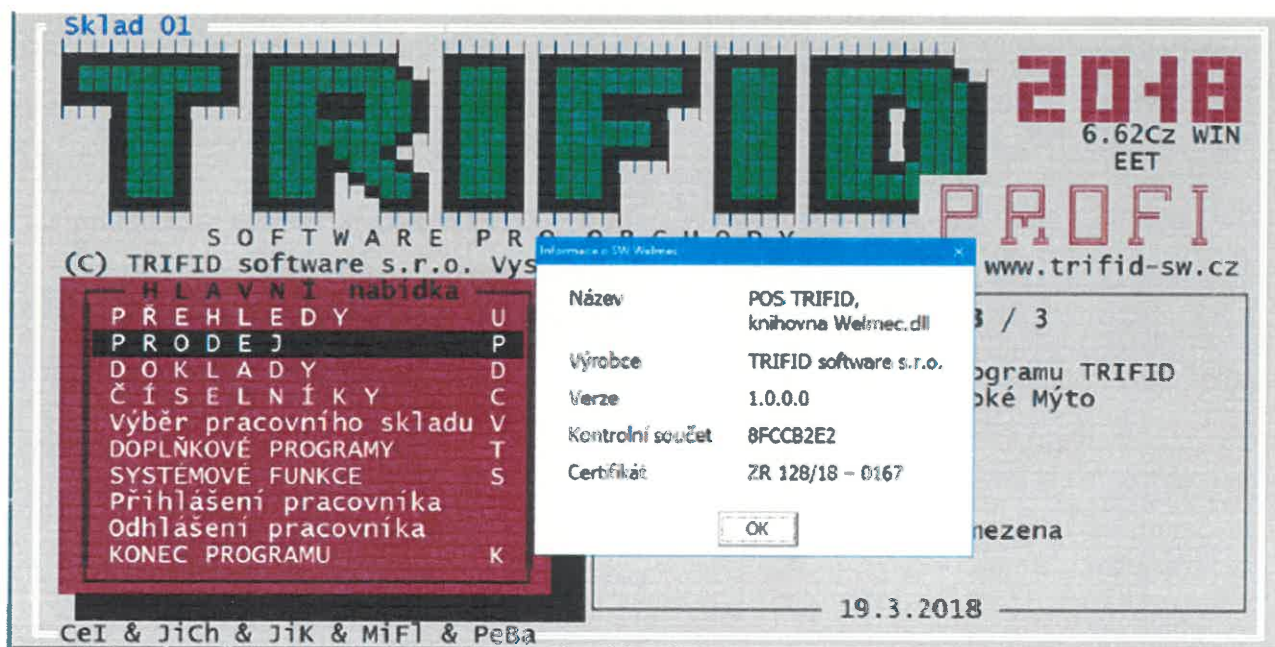 Sklad 01
TRIFID
2018
6.62Cz WIN
EET
PROFI
SOFTWARE PRO OBCHODY
(C) TRIFID software s.r.o. Vys
www.trifid-sw.cz
HLAVNÍ nabídka
PŘEHLEDY U
PRODEJ P
DOKLADY D
ČÍSELNÍKY C
Výběr pracovního skladu V
DOPLŇKOVÉ PROGRAMY T
SYSTÉMOVÉ FUNKCE S
Přihlášení pracovníka
Odhlášení pracovníka
KONEC PROGRAMU K
Informace o SW Welmec
Název POS TRIFID,
knihovna Welmec.dll
Výrobce TRIFID software s.r.o.
Verze 1.0.0.0
Kontrolní součet 8FCCB2E2
Certifikát ZR 128/18 – 0167
OK
3 / 3
ogramu TRIFID
oké Mýto
mezena
19.3.2018
CeI & JiCh & JiK & MiFl & PeBa